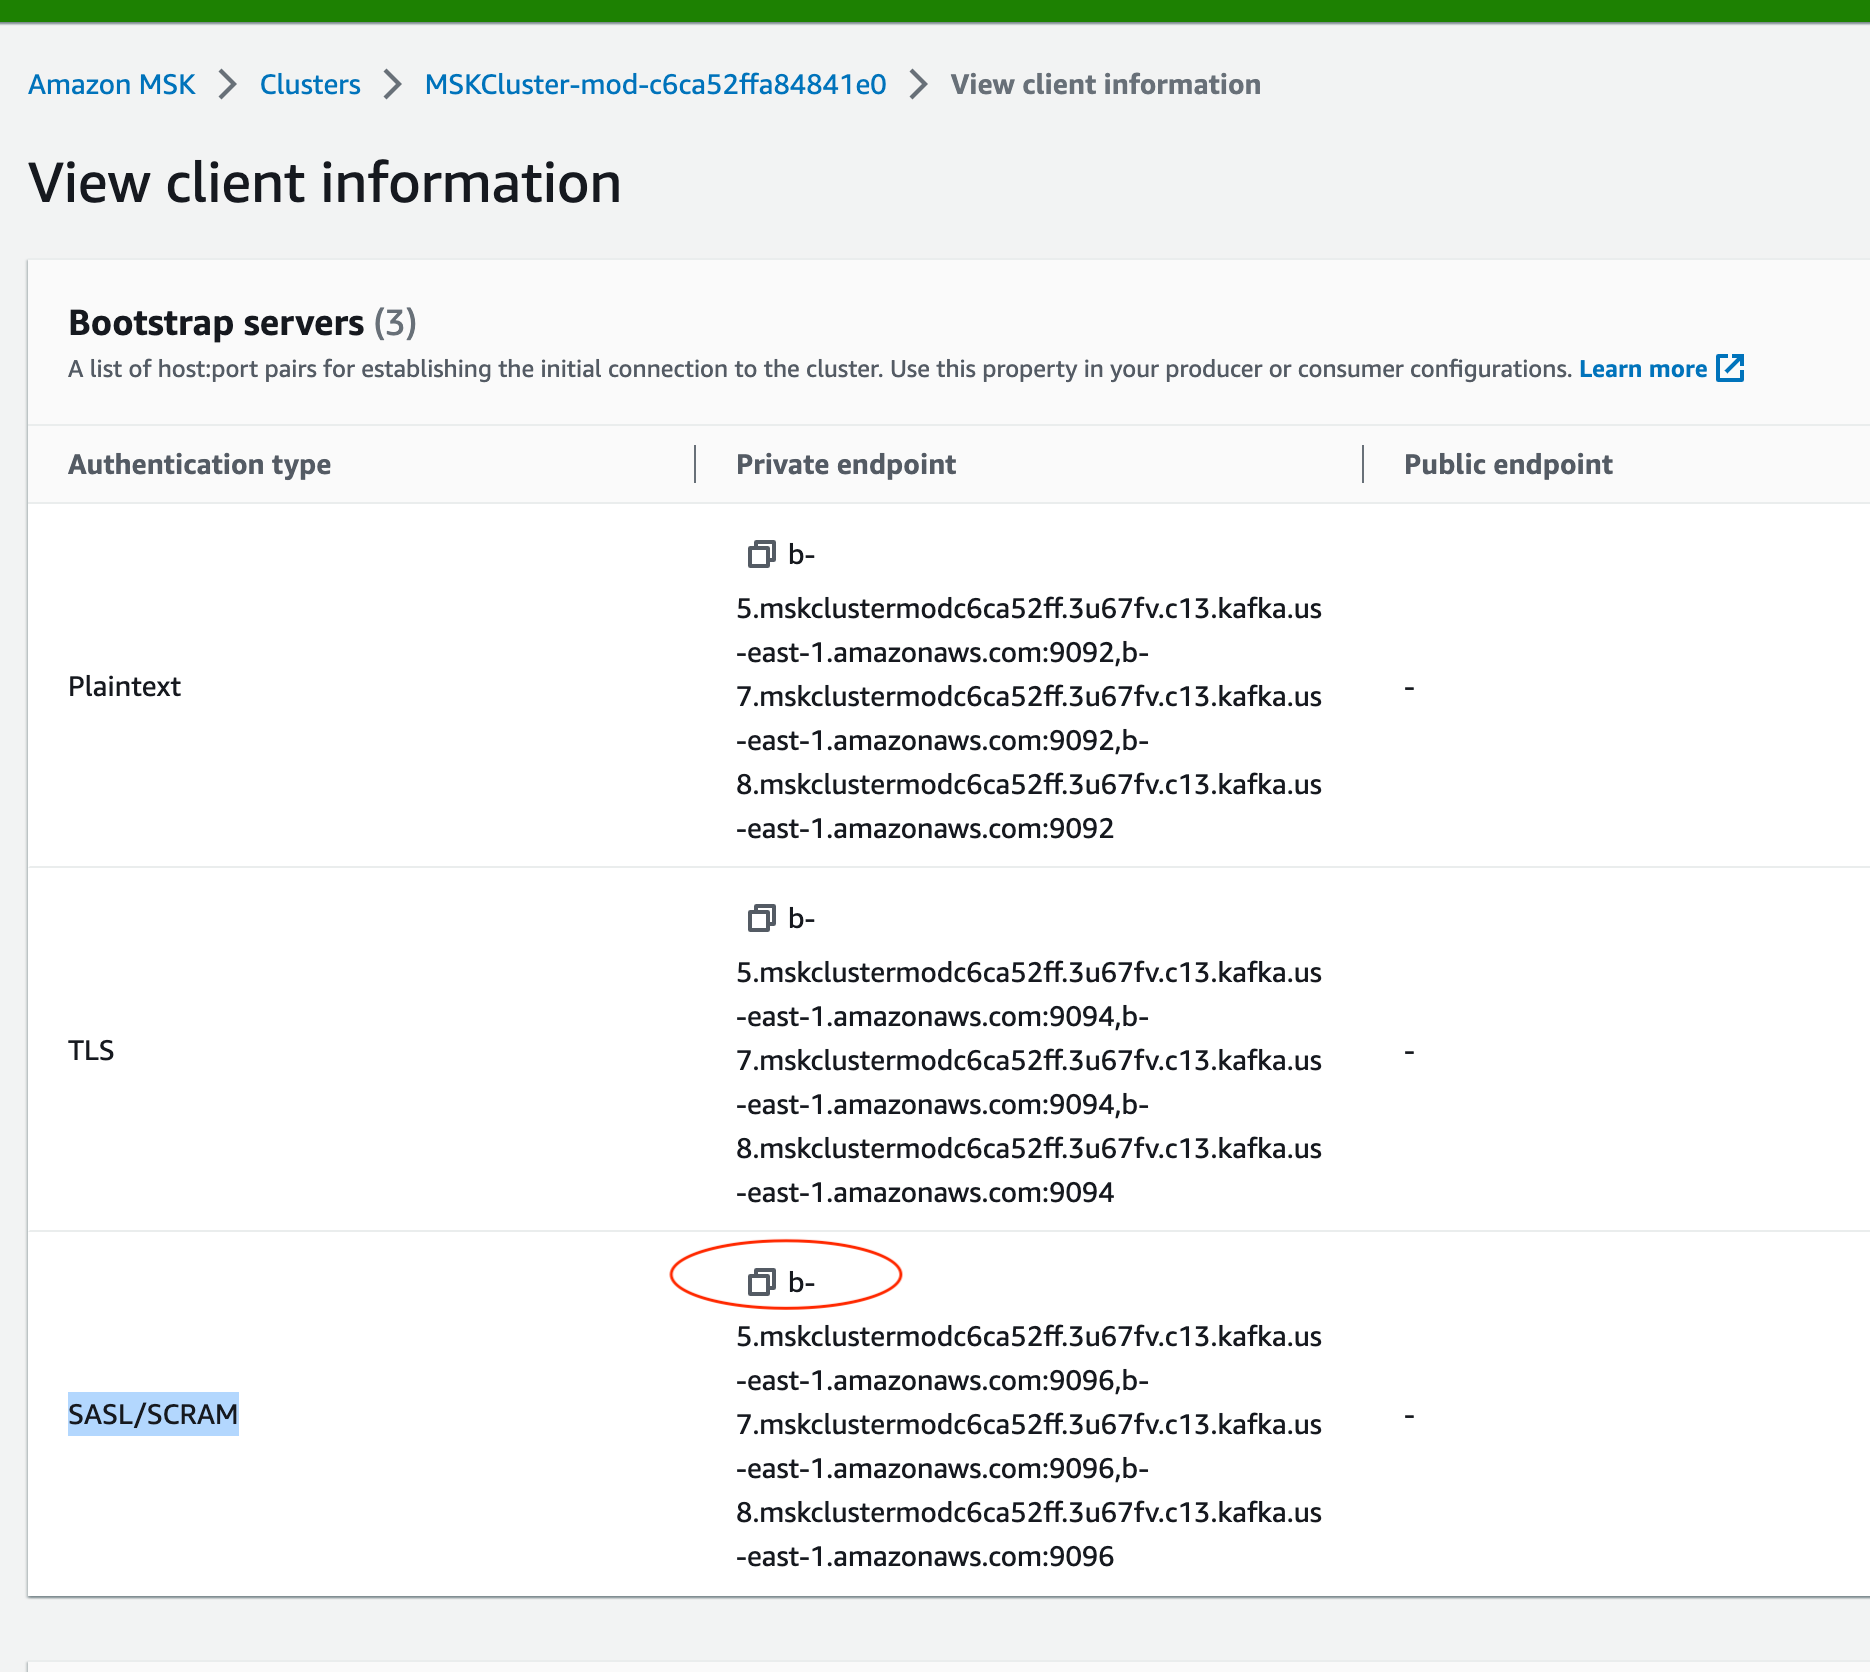 Amazon MSK > Clusters > MSKCluster-mod-c6ca52ffa84841e0 > View client information
View client information
Bootstrap servers (3)
A list of host:port pairs for establishing the initial connection to the cluster. Use this property in your producer or consumer configurations. Learn more
Authentication type Private endpoint Public endpoint
b-
5.mskclustermodc6ca52ff.3u67fv.c13.kafka.us
-east-1.amazonaws.com:9092,b-
Plaintext 7.mskclustermodc6ca52ff.3u67fv.c13.kafka.us -
-east-1.amazonaws.com:9092,b-
8.mskclustermodc6ca52ff.3u67fv.c13.kafka.us
-east-1.amazonaws.com:9092
b-
5.mskclustermodc6ca52ff.3u67fv.c13.kafka.us
-east-1.amazonaws.com:9094,b-
TLS 7.mskclustermodc6ca52ff.3u67fv.c13.kafka.us -
-east-1.amazonaws.com:9094,b-
8.mskclustermodc6ca52ff.3u67fv.c13.kafka.us
-east-1.amazonaws.com:9094
b-
5.mskclustermodc6ca52ff.3u67fv.c13.kafka.us
-east-1.amazonaws.com:9096,b-
SASL/SCRAM 7.mskclustermodc6ca52ff.3u67fv.c13.kafka.us -
-east-1.amazonaws.com:9096,b-
8.mskclustermodc6ca52ff.3u67fv.c13.kafka.us
-east-1.amazonaws.com:9096